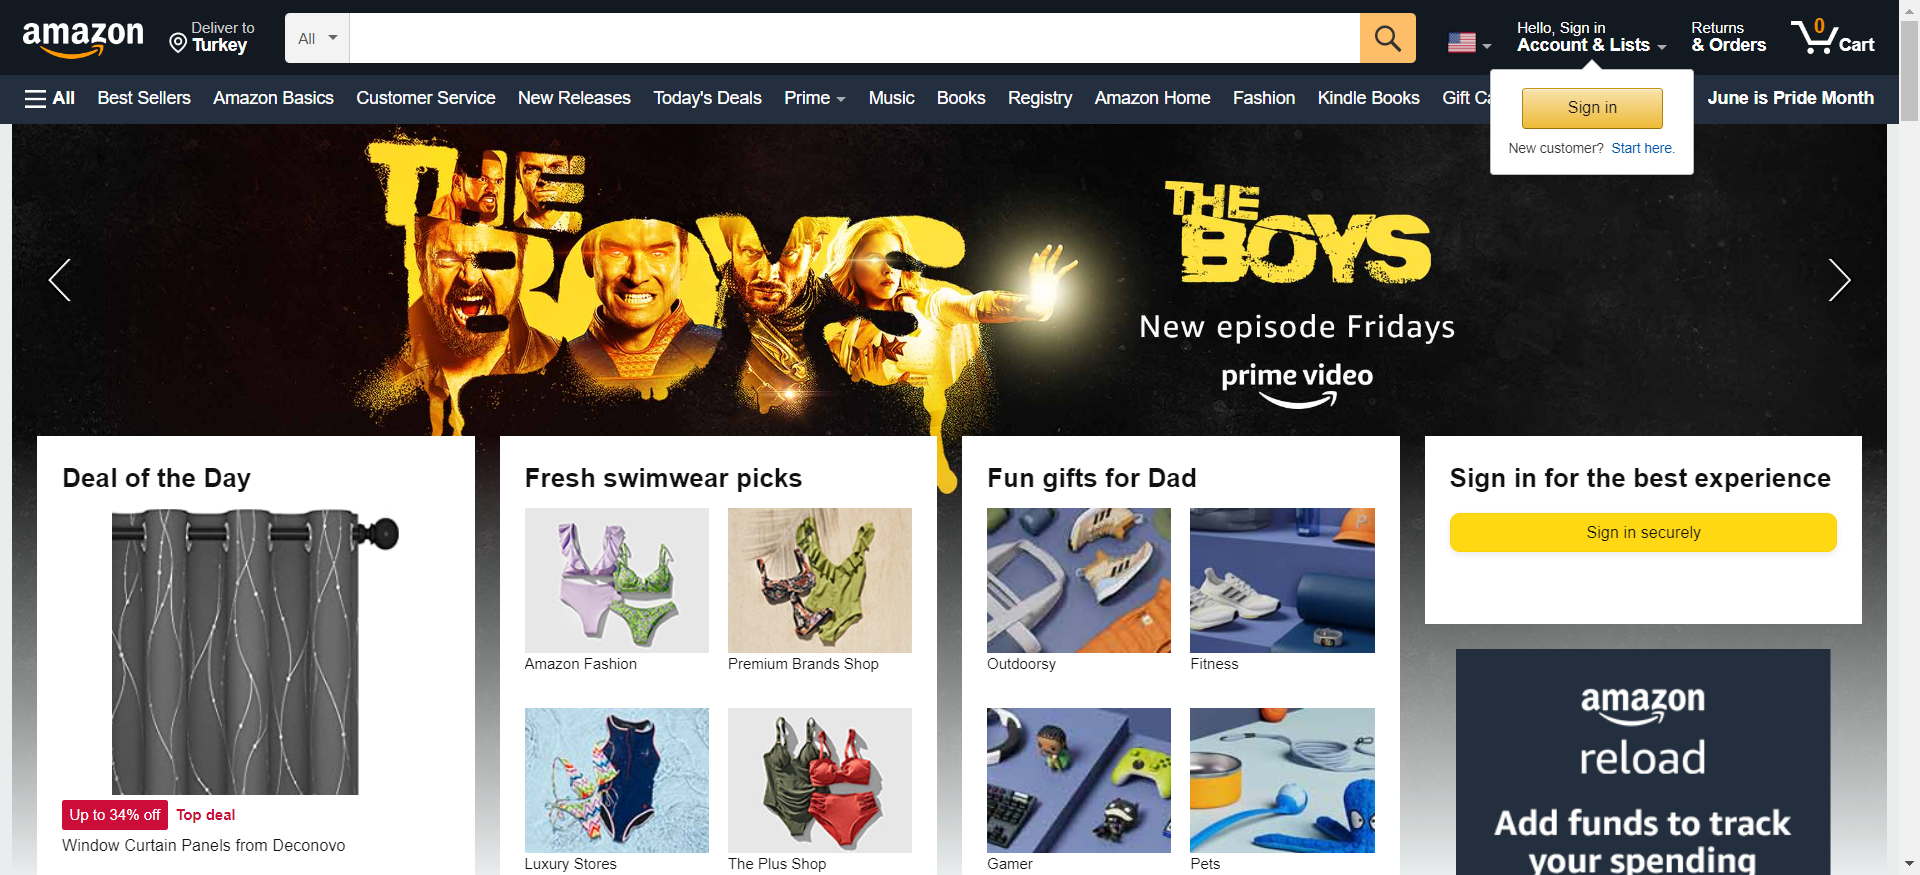 amazon
Deliver to
Turkey
All
Hello, Sign in
Account & Lists
Returns
& Orders
0
Cart
All
Best Sellers
Amazon Basics
Customer Service
New Releases
Today's Deals
Prime
Music
Books
Registry
Amazon Home
Fashion
Kindle Books
Gift Ca
June is Pride Month
Sign in
New customer? Start here.
THE
BOYS
THE
BOYS
New episode Fridays
prime video
Deal of the Day
Up to 34% off
Top deal
Window Curtain Panels from Deconovo
Fresh swimwear picks
Amazon Fashion
Premium Brands Shop
Luxury Stores
The Plus Shop
Fun gifts for Dad
Outdoorsy
Fitness
Gamer
Pets
Sign in for the best experience
Sign in securely
amazon
reload
Add funds to track
your spending